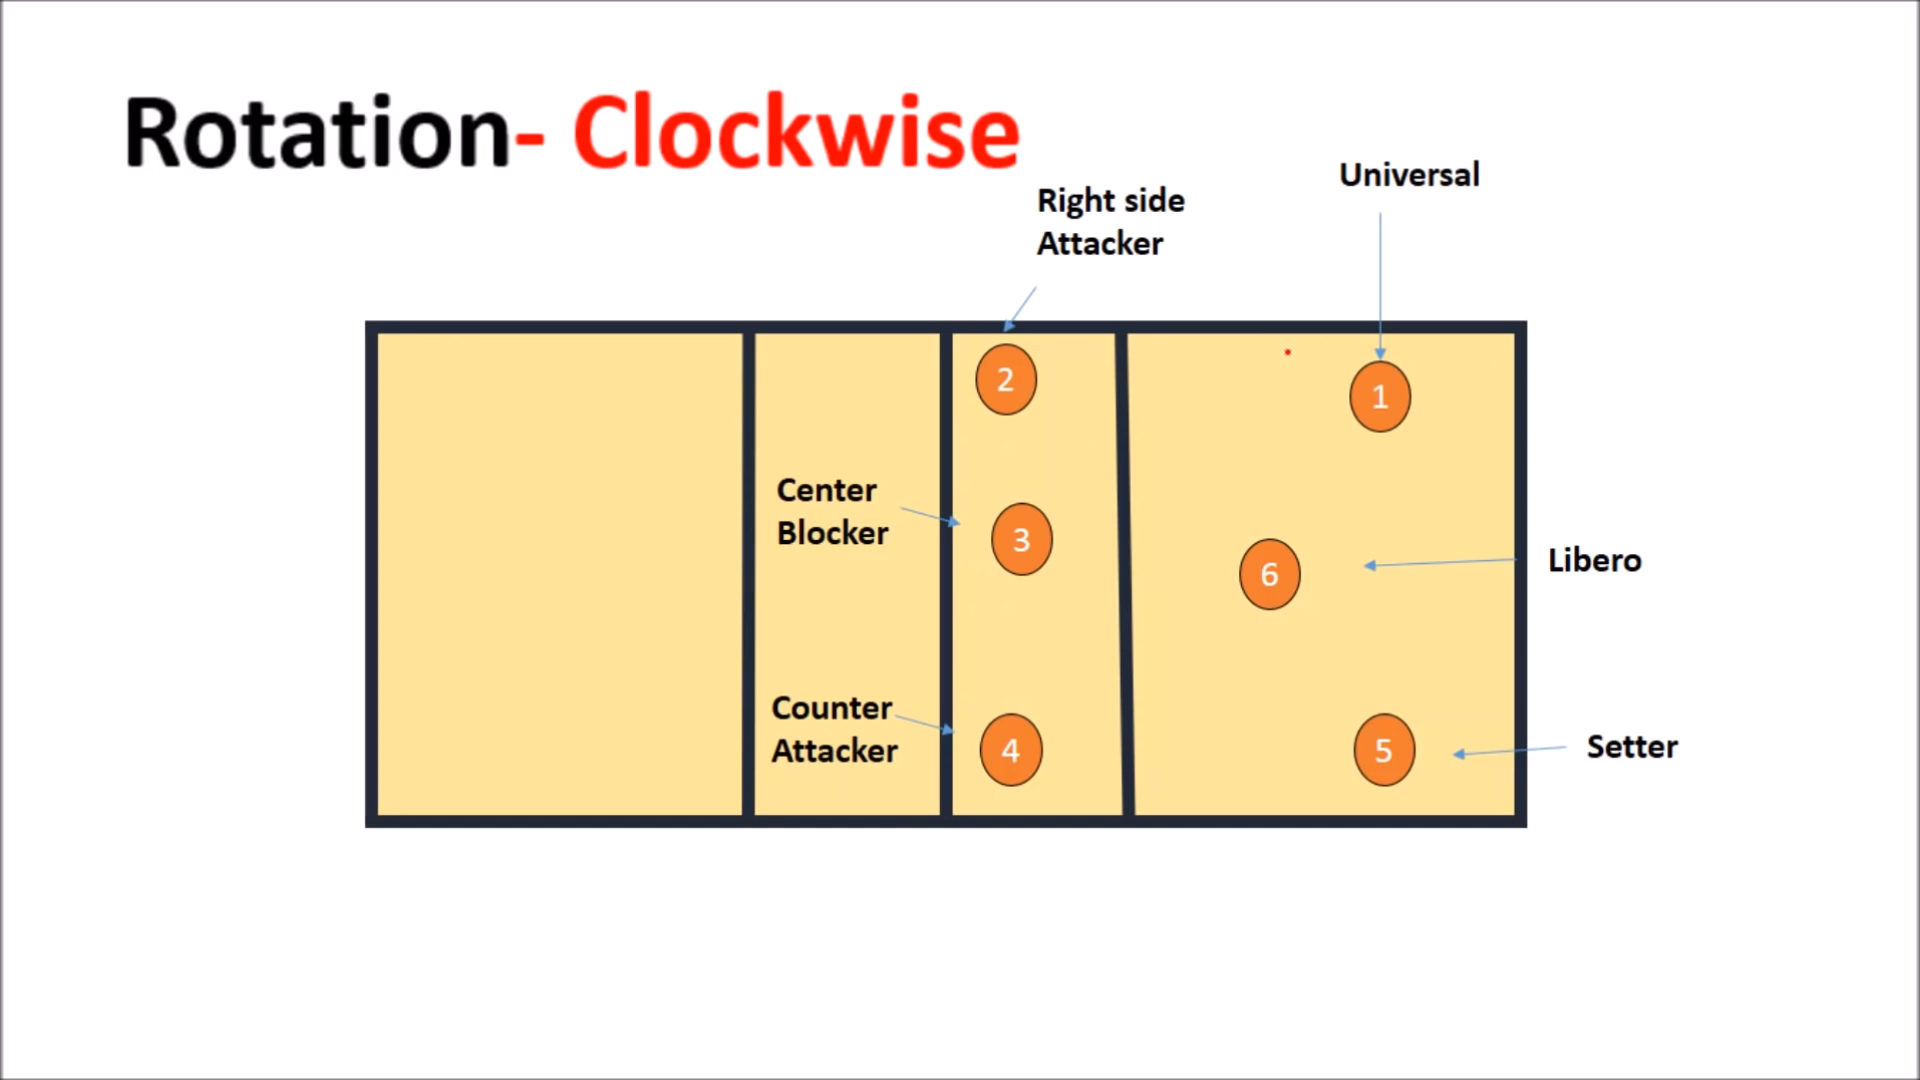 Rotation- Clockwise
Universal
Right side
Attacker
2
1
Center
Blocker
3
6
Libero
Counter
Attacker
4
5
Setter